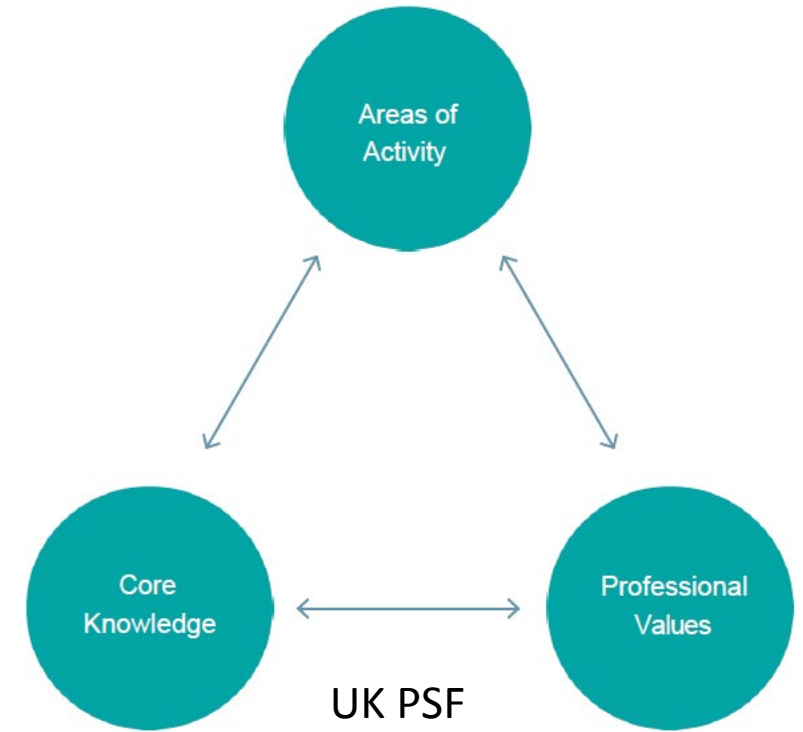 Areas of
Activity
Core
Knowledge
Professional
Values
UK PSF